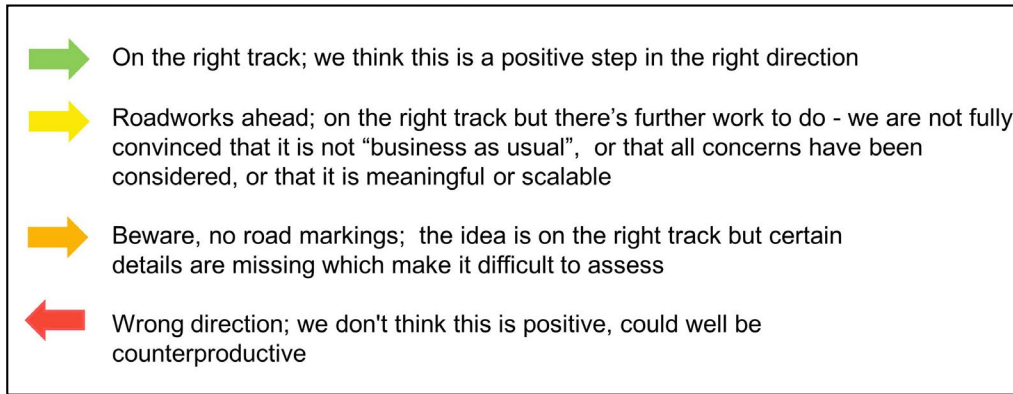 On the right track; we think this is a positive step in the right direction
Roadworks ahead; on the right track but there’s further work to do - we are not fully
convinced that it is not “business as usual”,  or that all concerns have been
considered, or that it is meaningful or scalable
Beware, no road markings;  the idea is on the right track but certain
details are missing which make it difficult to assess
Wrong direction; we don't think this is positive, could well be
counterproductive